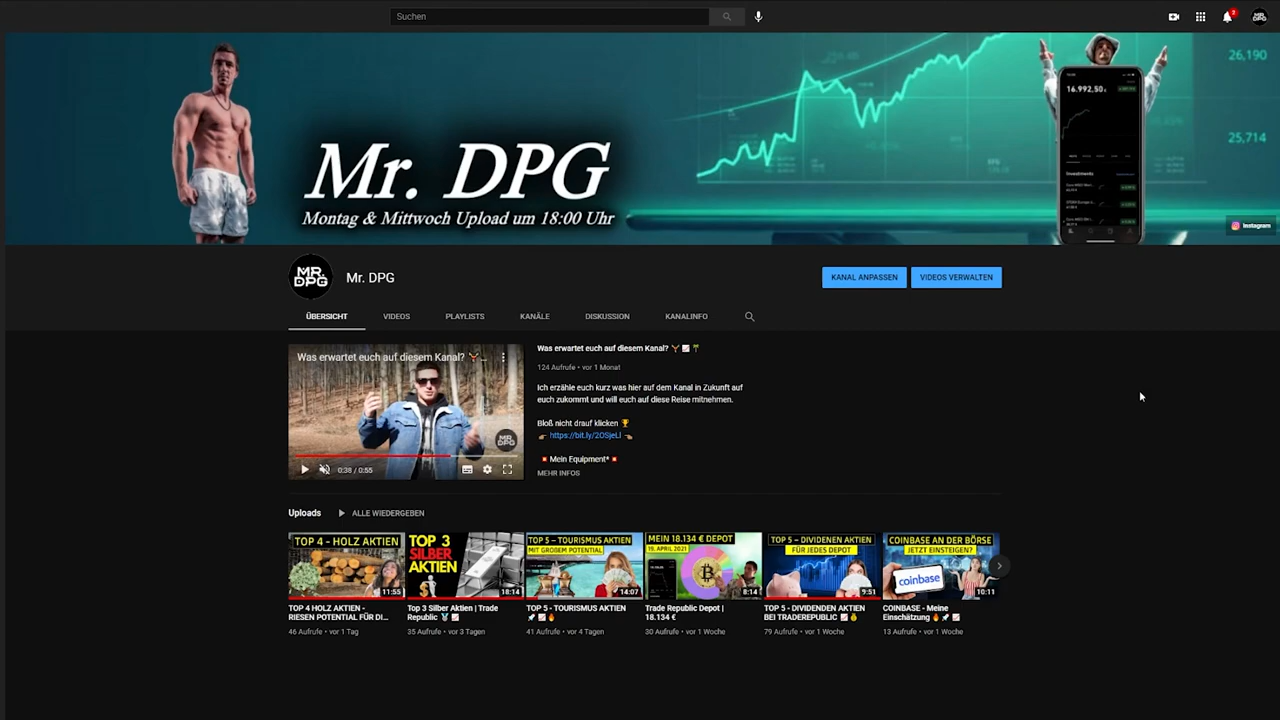 Suchen
3
26,190
16.992,50 £
25,714
Mr. DPG
Investments
Montag & Mittwoch Upload um 18:00 Uhr
Instagram
MR.
DPG
Mr. DPG
KANAL ANPASSEN
VIDEOS VERWALTEN
ÜBERSICHT
VIDEOS
PLAYLISTS
KANÄLE
DISKUSSION
KANALINFO
Was erwartet euch auf diesem Kanal?
0:38 / 0:55
Was erwartet euch auf diesem Kanal?
124 Aufrufe • vor 1 Monat
Ich erzähle euch kurz was hier auf dem Kanal in Zukunft auf
euch zukommt und will euch auf diese Reise mitnehmen.
Bloß nicht drauf klicken
https://bit.ly/2OSjeLl
Mein Equipment*
MEHR INFOS
Uploads
ALLE WIEDERGEBEN
TOP 4 – HOLZ AKTIEN
11:55
TOP 4 HOLZ AKTIEN -
RIESEN POTENTIAL FÜR DI...
46 Aufrufe • vor 1 Tag
TOP 3
SILBER
AKTIEN
18:14
Top 3 Silber Aktien | Trade
Republic
35 Aufrufe • vor 3 Tagen
TOP 5 – TOURISMUS AKTIEN
MIT GROßEM POTENTIAL
14:07
TOP 5 - TOURISMUS AKTIEN
41 Aufrufe • vor 4 Tagen
MEIN 18.134 € DEPOT
19. APRIL 2021
8:14
Trade Republic Depot |
18.134 €
30 Aufrufe • vor 1 Woche
TOP 5 – DIVIDENDEN AKTIEN
FÜR JEDES DEPOT
9:51
TOP 5 - DIVIDENDEN AKTIEN
BEI TRADEREPUBLIC
79 Aufrufe • vor 1 Woche
COINBASE AN DER BÖRSE
JETZT EINSTEIGEN?
coinbase
10:11
COINBASE - Meine
Einschätzung
13 Aufrufe • vor 1 Woche